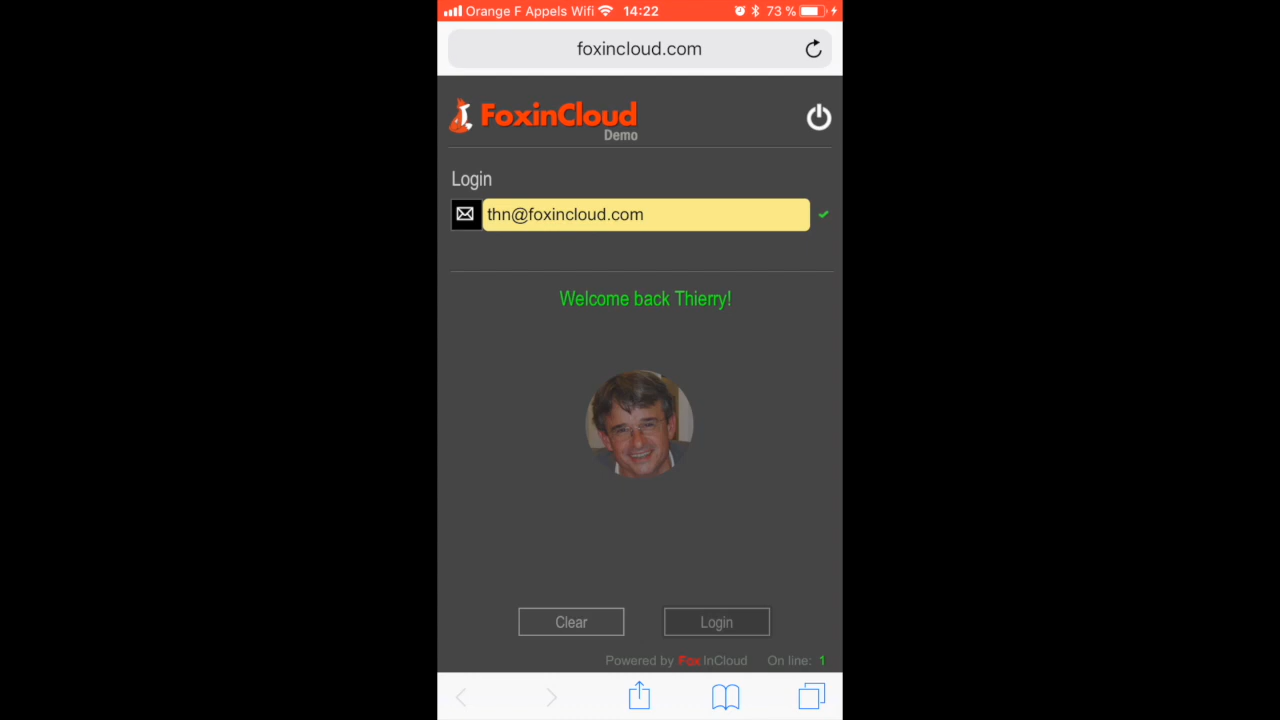 Orange F Appels Wifi 14:22 73 %
foxincloud.com
FoxinCloud
Demo
Login
thn@foxincloud.com
Welcome back Thierry!
Clear Login
Powered by FoxInCloud On line: 1